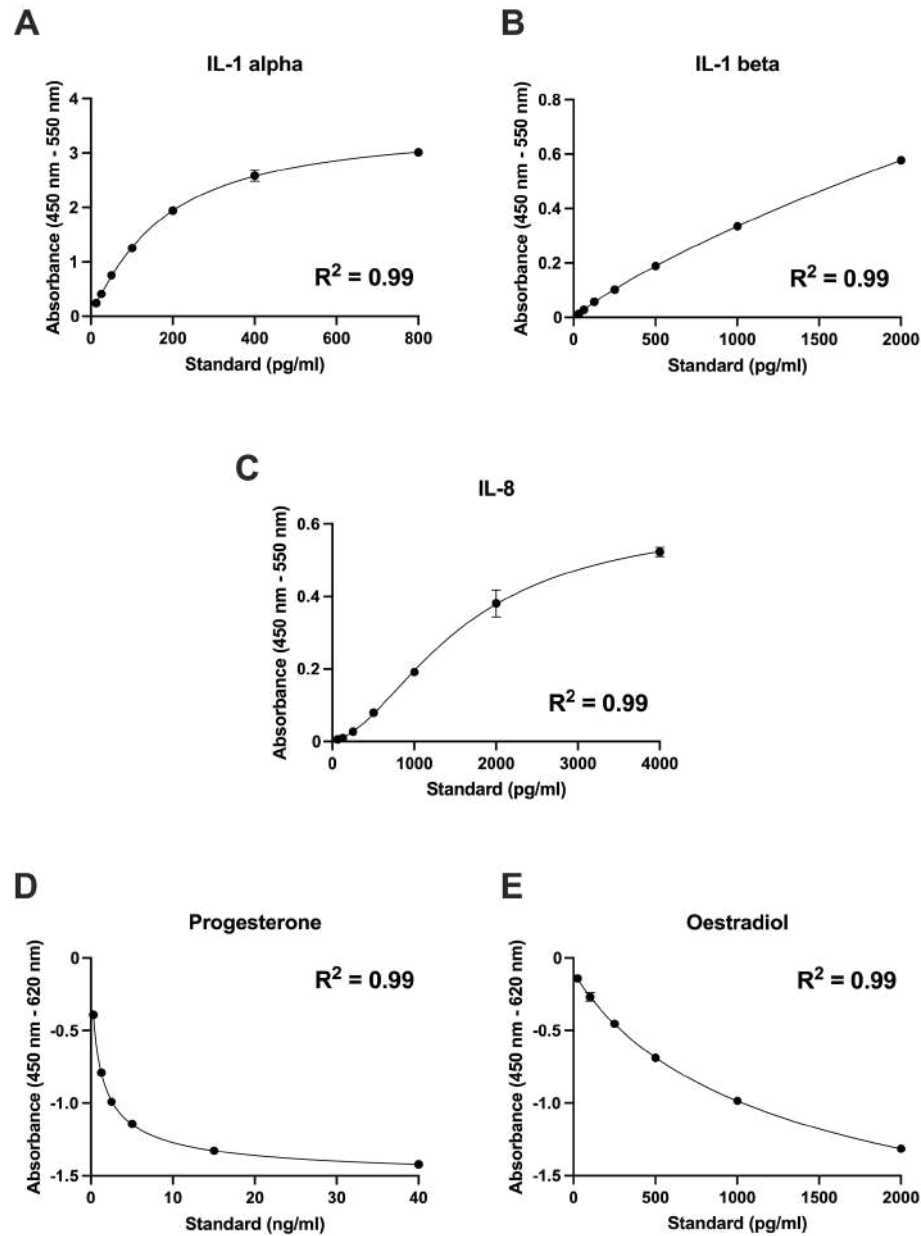 A
IL-1 alpha
Absorbance (450 nm - 550 nm)
4
3
2
1
0
R² = 0.99
0 200 400 600 800
Standard (pg/ml)
B
IL-1 beta
Absorbance (450 nm - 550 nm)
0.8
0.6
0.4
0.2
0
R² = 0.99
0 500 1000 1500 2000
Standard (pg/ml)
C
IL-8
Absorbance (450 nm - 550 nm)
0.6
0.4
0.2
0
R² = 0.99
0 1000 2000 3000 4000
Standard (pg/ml)
D
Progesterone
Absorbance (450 nm - 620 nm)
0
-0.5
-1.0
-1.5
R² = 0.99
0 10 20 30 40
Standard (ng/ml)
E
Oestradiol
Absorbance (450 nm - 620 nm)
0
-0.5
-1.0
-1.5
R² = 0.99
0 500 1000 1500 2000
Standard (pg/ml)